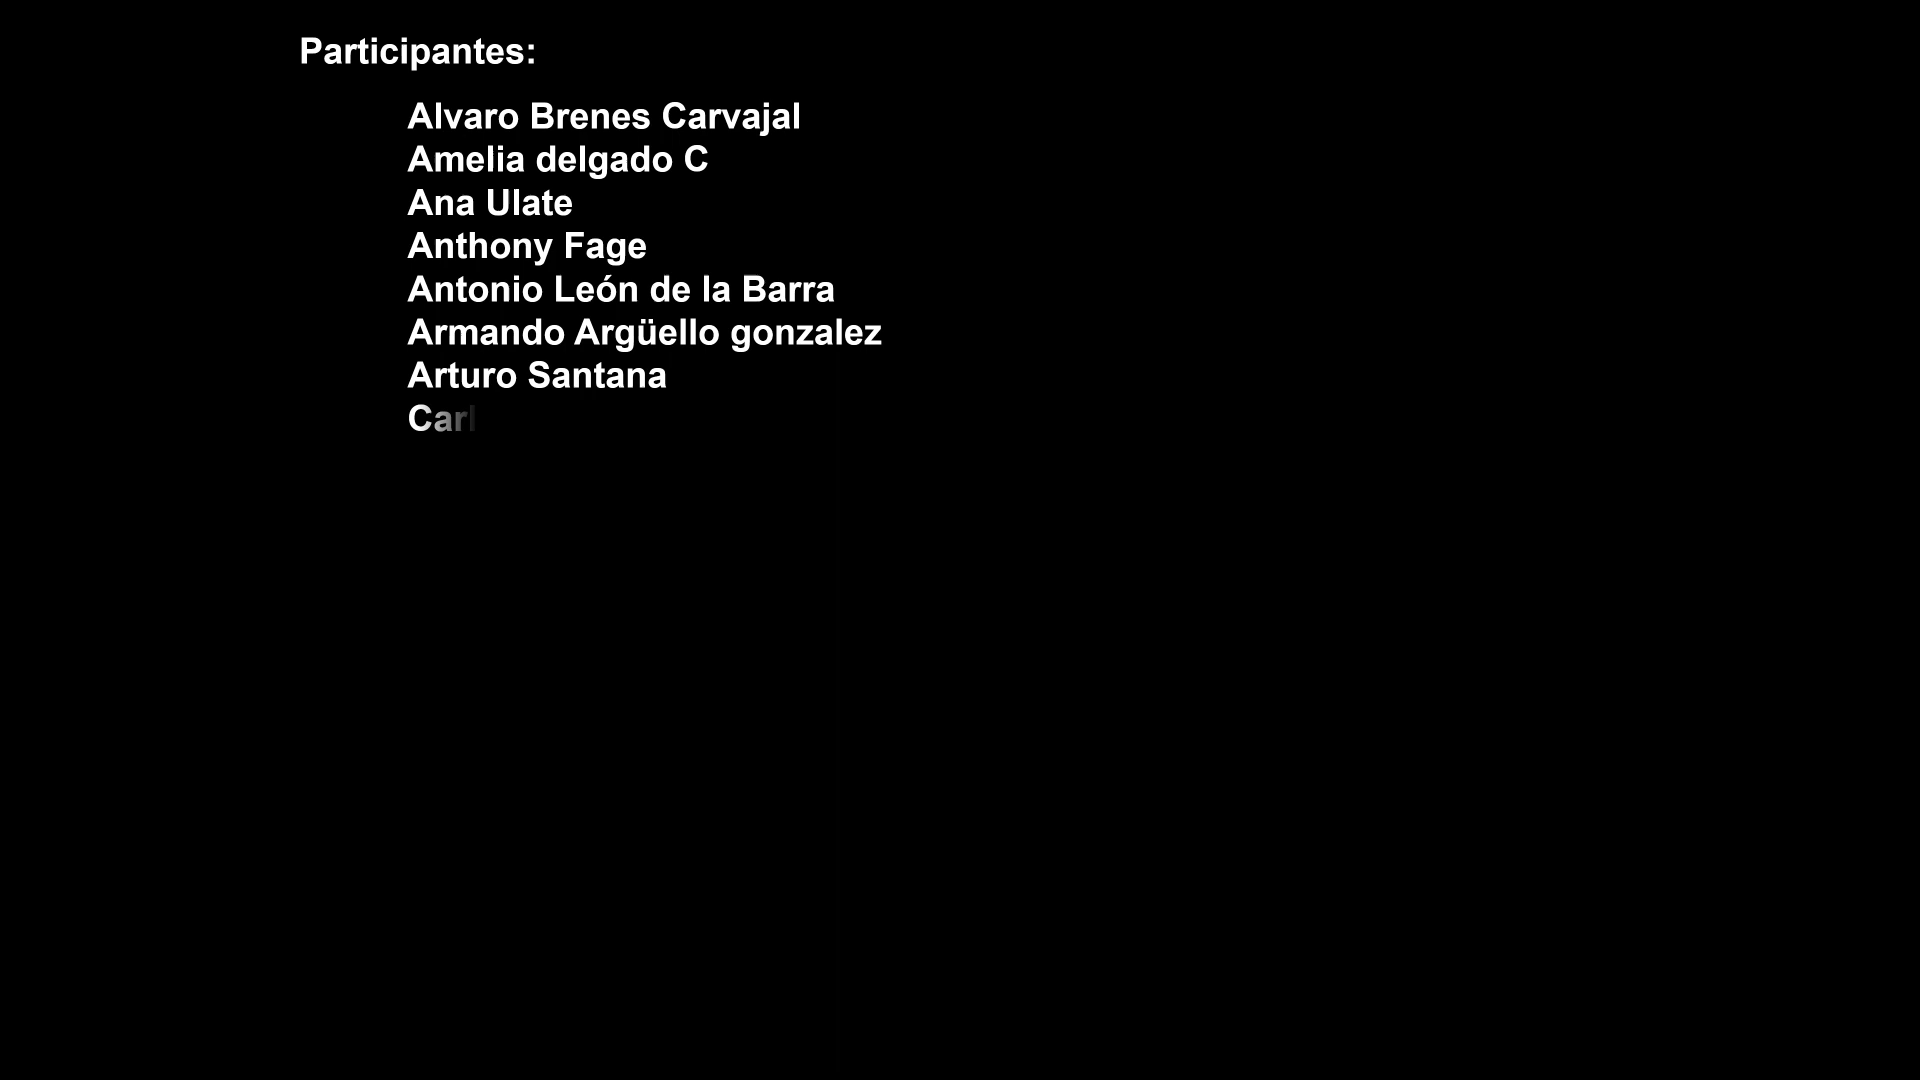 Participantes:
Alvaro Brenes Carvajal
Amelia delgado C
Ana Ulate
Anthony Fage
Antonio León de la Barra
Armando Argüello gonzalez
Arturo Santana
Carl